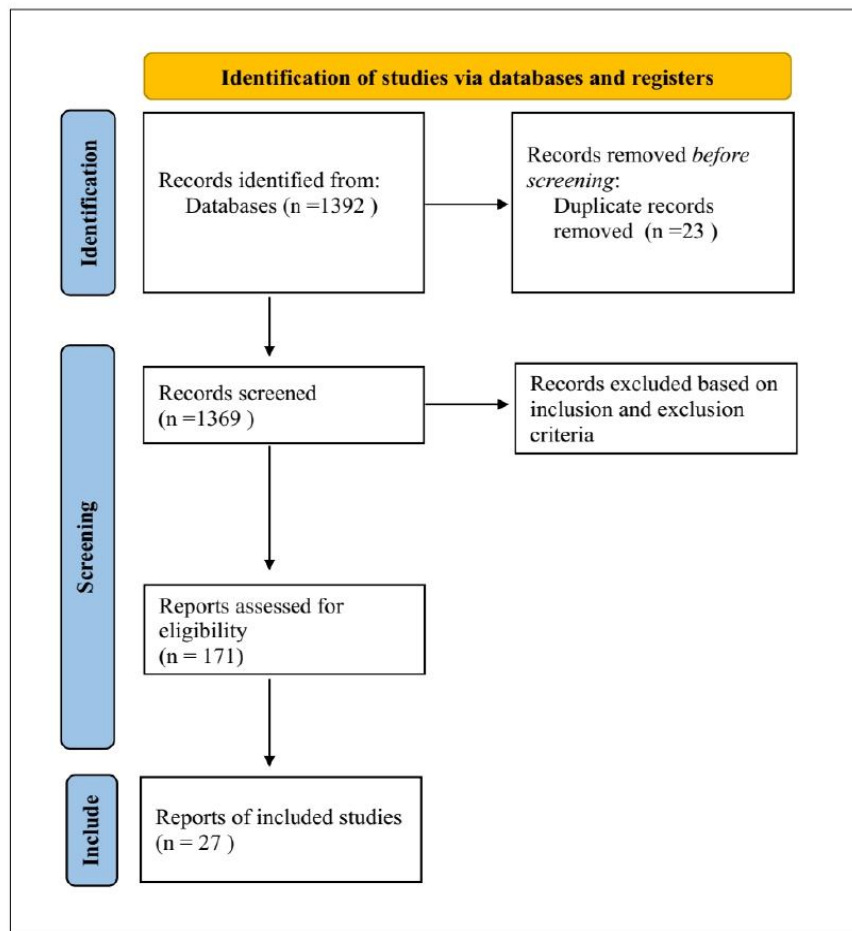 Identification of studies via databases and registers
Identification
Records identified from:
Databases (n =1392 )
Records removed before
screening:
Duplicate records
removed (n =23 )
Screening
Records screened
(n =1369 )
Records excluded based on
inclusion and exclusion
criteria
Reports assessed for
eligibility
(n = 171)
Include
Reports of included studies
(n = 27 )